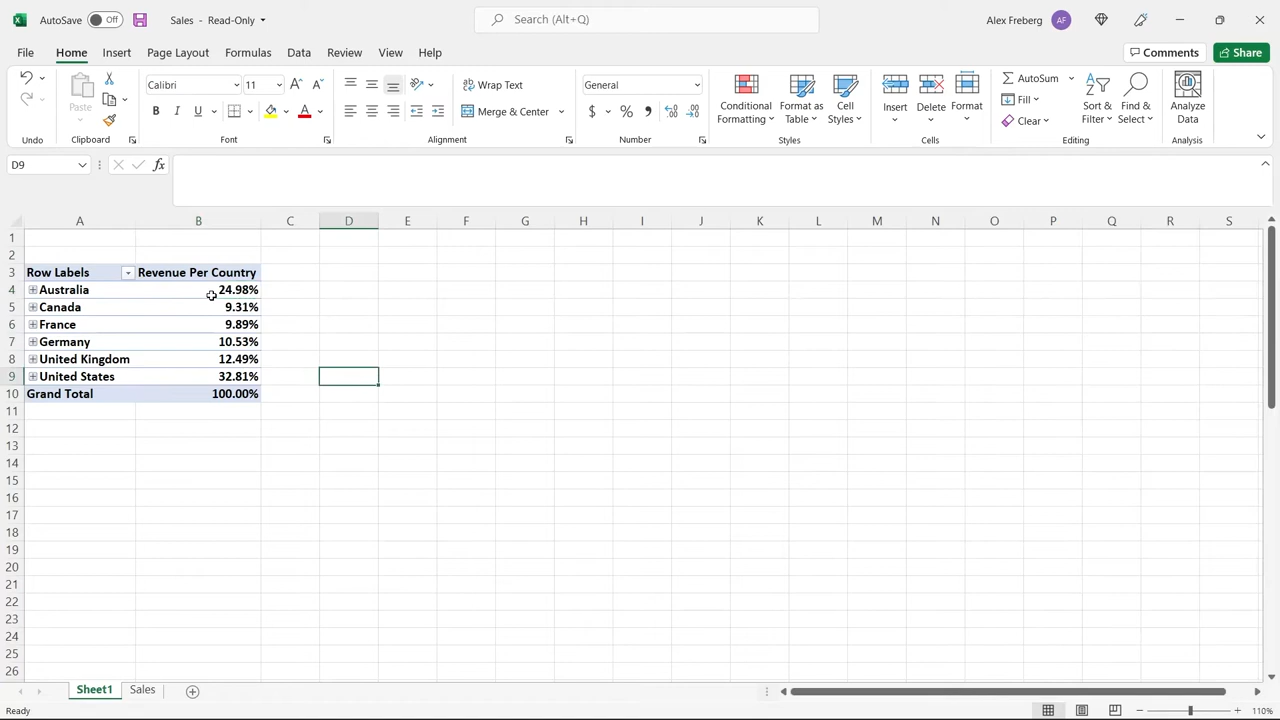 AutoSave Off Sales - Read-Only Search (Alt+Q) Alex Freberg AF
File Home Insert Page Layout Formulas Data Review View Help Comments Share
Calibri 11 Wrap Text General AutoSum
Paste B I U A Merge & Center $ % Conditional Formatting Format as Table Cell Styles Insert Delete Format Fill Clear Sort & Filter Find & Select Analyze Data
Undo Clipboard Font Alignment Number Styles Cells Editing Analysis
D9 fx
A B C D E F G H I J K L M N O P Q R S
1
2
3 Row Labels Revenue Per Country
4 Australia 24.98%
5 Canada 9.31%
6 France 9.89%
7 Germany 10.53%
8 United Kingdom 12.49%
9 United States 32.81%
10 Grand Total 100.00%
11
12
13
14
15
16
17
18
19
20
21
22
23
24
25
26
Sheet1 Sales
Ready 110%